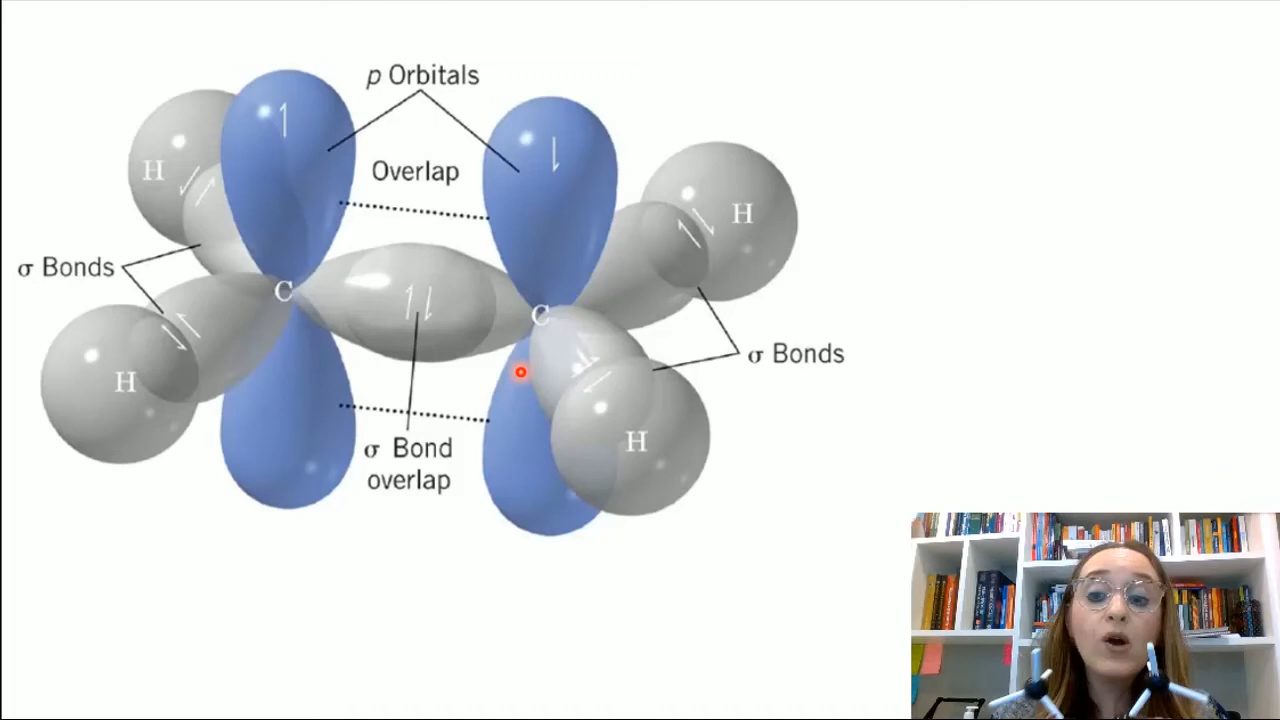 p Orbitals
Overlap
H
H
σ Bonds
C
C
σ Bonds
H
H
σ Bond
overlap